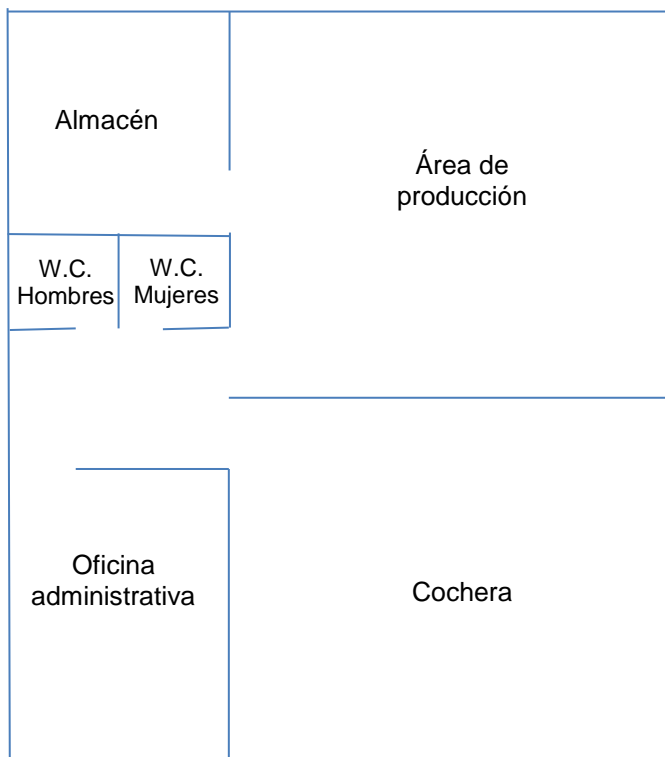 Almacén
Área de
producción
W.C.
Hombres
W.C.
Mujeres
Oficina
administrativa
Cochera